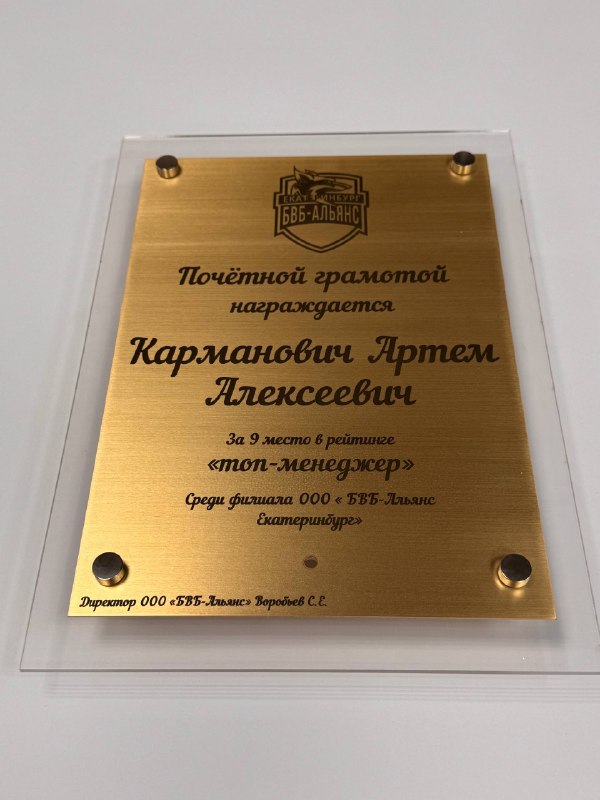 ЕКАТЕРИНБУРГ
БВБ-АЛЬЯНС
Почётной грамотой
награждается
Карманович Артем
Алексеевич
За 9 место в рейтинге
«топ-менеджер»
Среди филиала ООО « БВБ-Альянс
Екатеринбург»
Директор ООО «БВБ-Альянс» Воробьев С.Е.